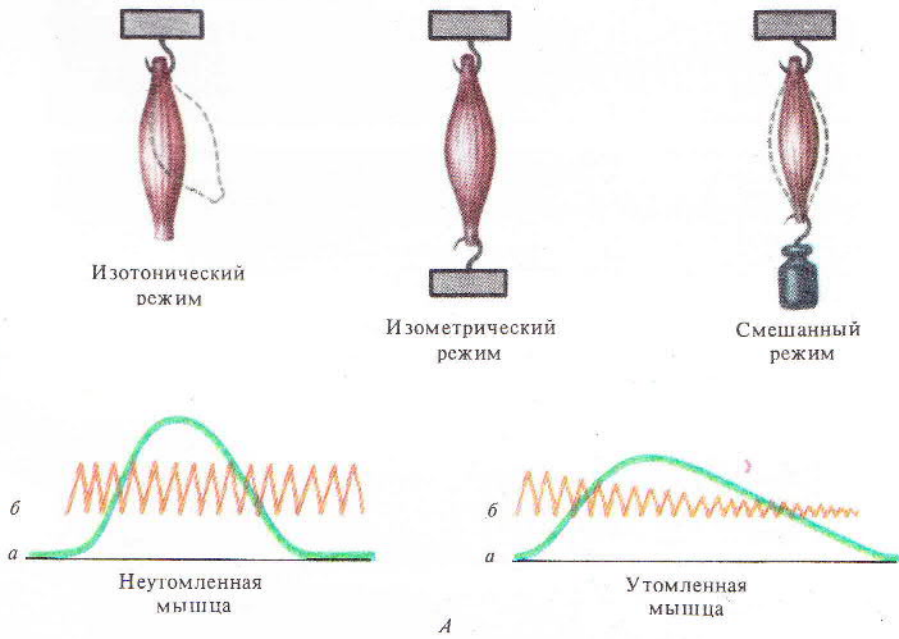 Изотонический
режим
Изометрический
режим
Смешанный
режим
б
а
Неутомленная
мышца
б
а
Утомленная
мышца
А